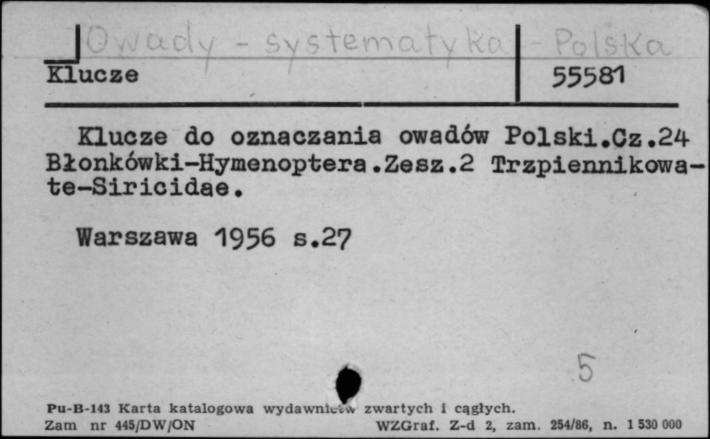 Owady - systematyka - Polska
Klucze 55581
Klucze do oznaczania owadów Polski.Cz.24
Błonkówki-Hymenoptera.Zesz.2 Trzpiennikowa-
te-Siricidae.
Warszawa 1956 s.27
5
Pu-B-143 Karta katalogowa wydawnictw zwartych i cągłych.
Zam nr 445/DW/ON WZGraf. Z-d 2, zam. 254/86, n. 1 530 000